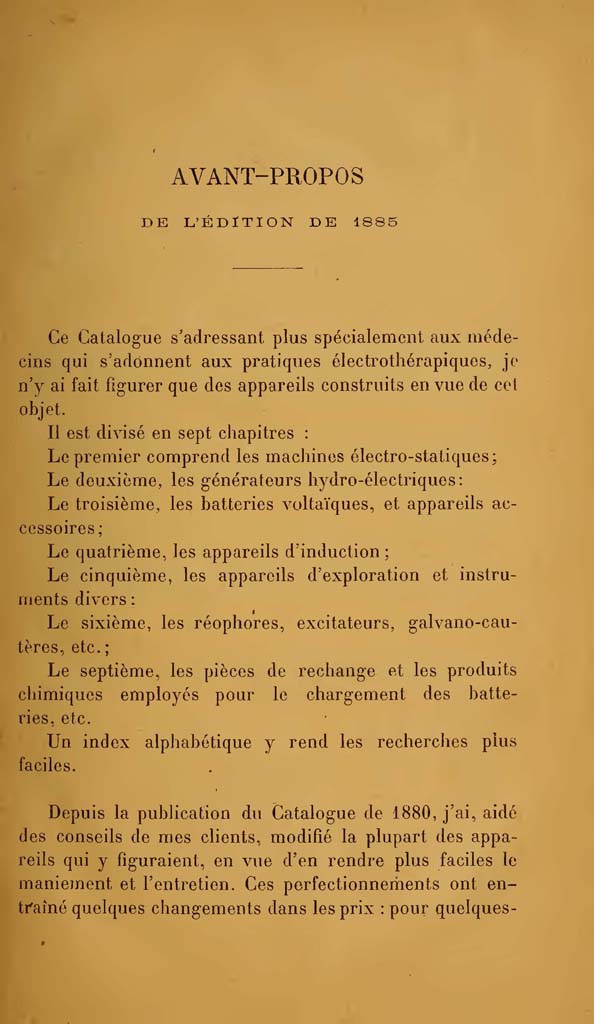 AVANT-PROPOS
DE L'ÉDITION DE 1885
Ce Catalogue s'adressant plus spécialement aux méde-
cins qui s'adonnent aux pratiques électrothérapiques, je
n'y ai fait figurer que des appareils construits en vue de cet
objet.
Il est divisé en sept chapitres :
Le premier comprend les machines électro-statiques;
Le deuxième, les générateurs hydro-électriques:
Le troisième, les batteries voltaïques, et appareils ac-
cessoires;
Le quatrième, les appareils d'induction ;
Le cinquième, les appareils d'exploration et instru-
ments divers:
Le sixième, les réophores, excitateurs, galvano-cau-
tères, etc.;
Le septième, les pièces de rechange et les produits
chimiques employés pour le chargement des batte-
ries, etc.
Un index alphabétique y rend les recherches plus
faciles.
Depuis la publication du Catalogue de 1880, j'ai, aidé
des conseils de mes clients, modifié la plupart des appa-
reils qui y figuraient, en vue d'en rendre plus faciles le
maniement et l'entretien. Ces perfectionnements ont en-
traîné quelques changements dans les prix : pour quelques-